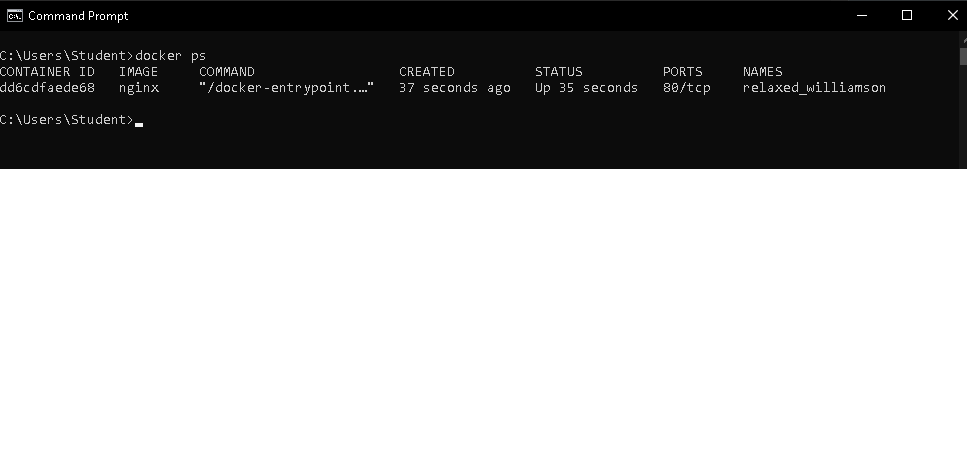 Command Prompt
C:\Users\Student>docker ps
CONTAINER ID   IMAGE     COMMAND                  CREATED          STATUS          PORTS     NAMES
dd6cdfaede68   nginx     "/docker-entrypoint.…"   37 seconds ago   Up 35 seconds   80/tcp    relaxed_williamson
C:\Users\Student>